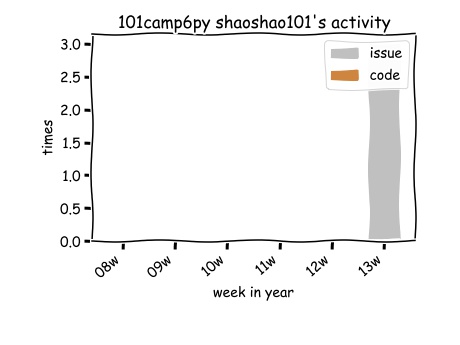 101camp6py shaoshao101's activity
3.0
2.5
2.0
1.5
1.0
0.5
0.0
times
issue
code
08w 09w 10w 11w 12w 13w
week in year